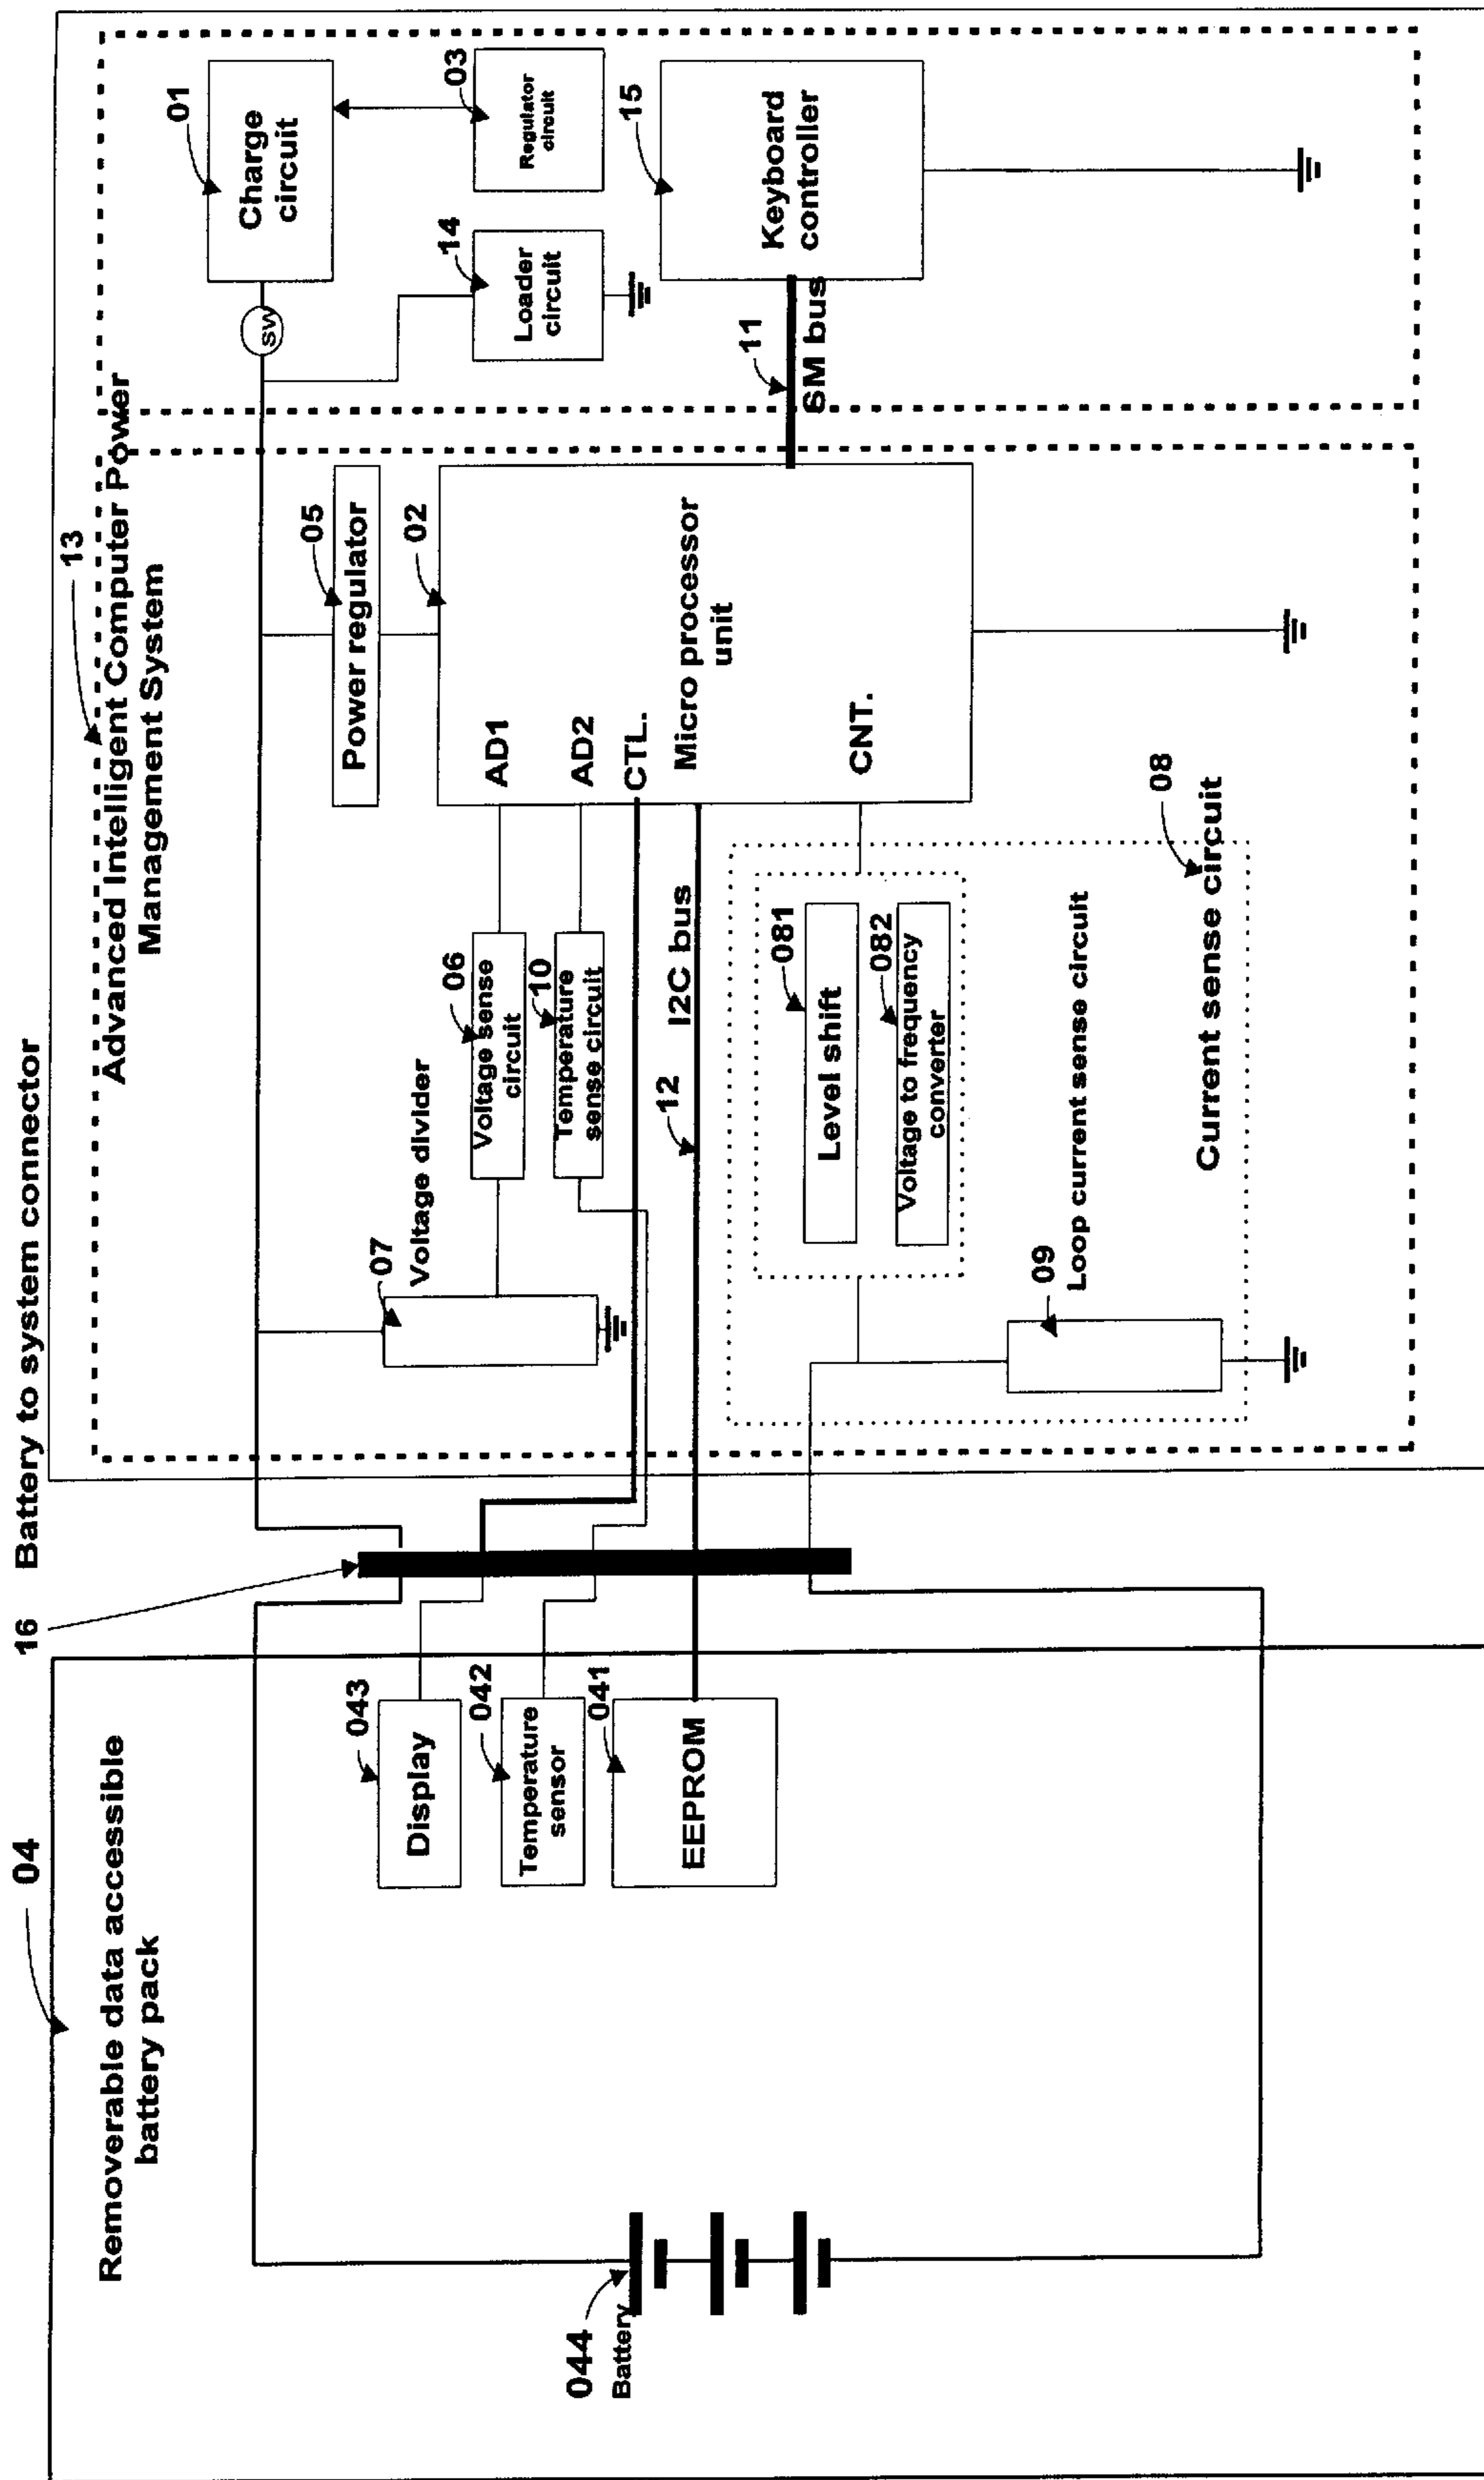 04
Removerable data accessible
battery pack
16
Battery to system connector
13
Advanced Intelligent Computer Power
Management System
01
Charge
circuit
SW
03
Regulator
circuit
14
Loader
circuit
15
Keyboard
controller
11
SM bus
05
Power regulator
02
Micro processor
unit
AD1
AD2
CTL.
CNT.
06
Voltage sense
circuit
10
Temperature
sense circuit
07
Voltage divider
I2C bus
12
081
Level shift
082
Voltage to frequency
converter
09
Loop current sense circuit
08
Current sense circuit
043
Display
042
Temperature
sensor
041
EEPROM
044
Battery